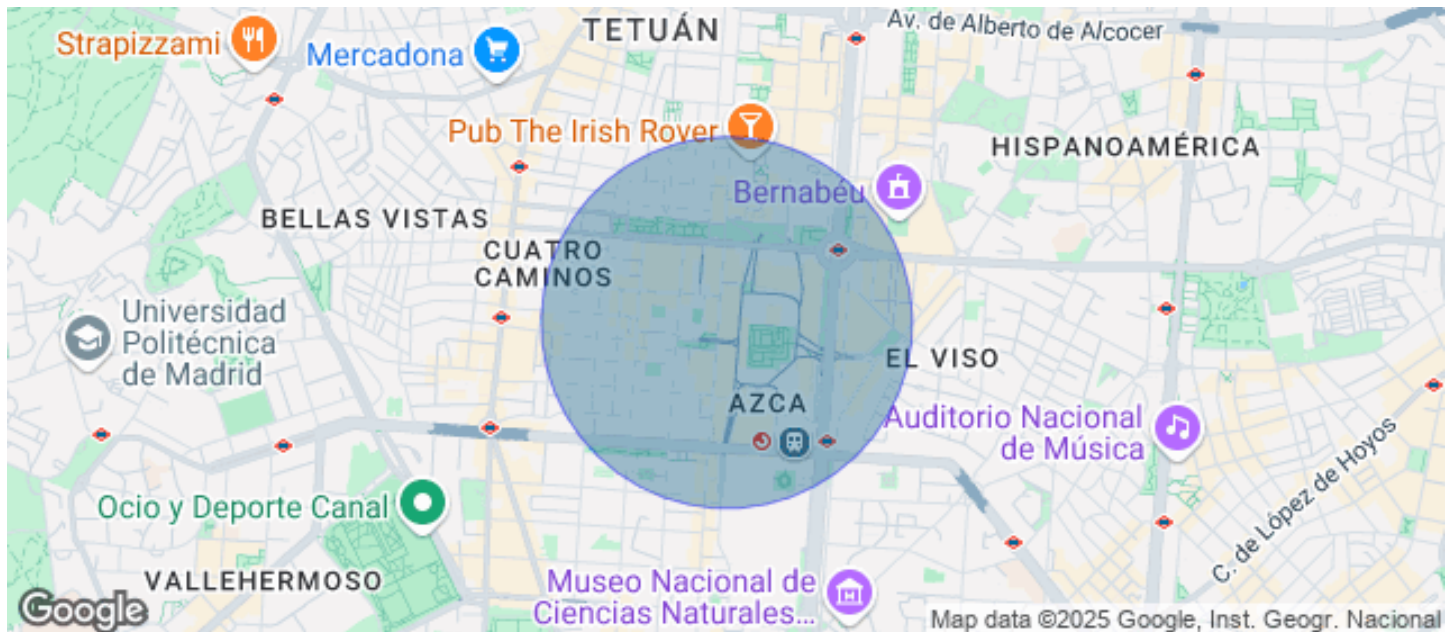 TETUÁN
Av. de Alberto de Alcocer
Strapizzami
Mercadona
Pub The Irish Rover
HISPANOAMÉRICA
Bernabéu
BELLAS VISTAS
CUATRO
CAMINOS
Universidad
Politécnica
de Madrid
EL VISO
AZCA
Auditorio Nacional
de Música
C. de López de Hoyos
Ocio y Deporte Canal
VALLEHERMOSO
Museo Nacional de
Ciencias Naturales...
Google
Map data ©2025 Google, Inst. Geogr. Nacional